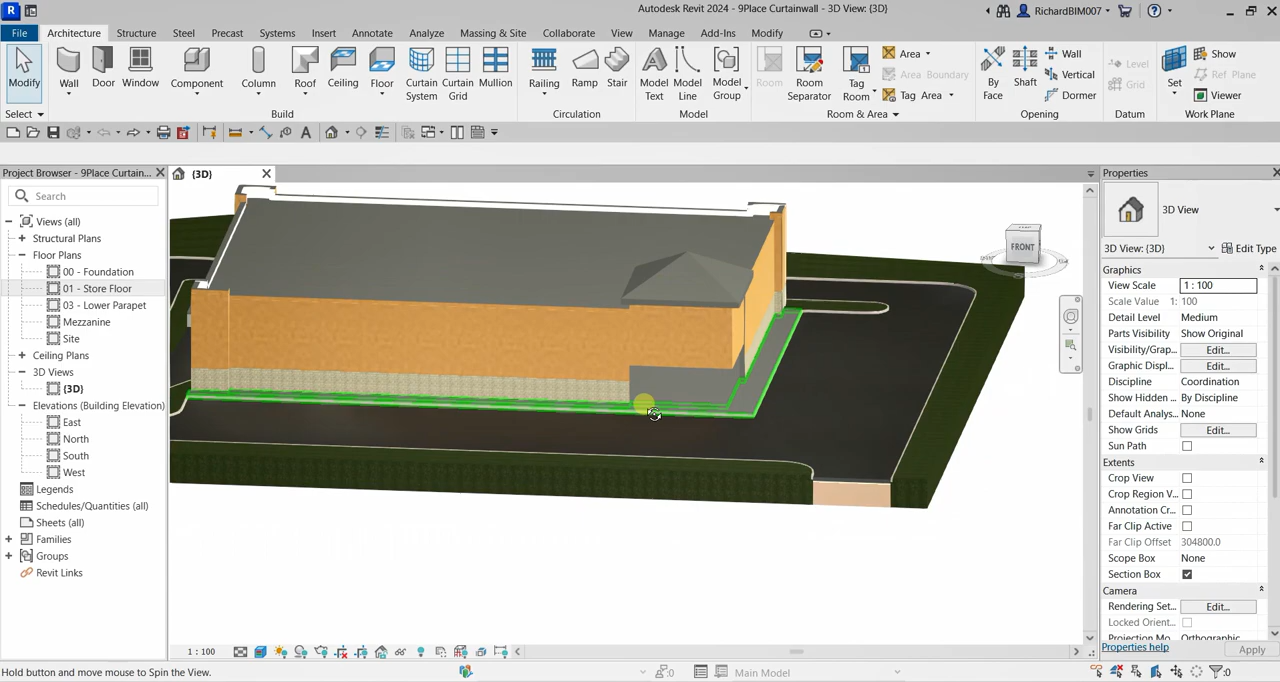 Autodesk Revit 2024 - 9Place Curtainwall - 3D View: {3D}
RichardBIM007
File Architecture Structure Steel Precast Systems Insert Annotate Analyze Massing & Site Collaborate View Manage Add-Ins Modify
Modify Wall Door Window Component Column Roof Ceiling Floor Curtain System Curtain Grid Mullion Railing Ramp Stair Model Text Model Line Model Group Room Room Separator Tag Room Area Area Boundary Tag Area By Face Shaft Wall Vertical Dormer Level Grid Set Show Ref Plane Viewer
Select Build Circulation Model Room & Area Opening Datum Work Plane
Project Browser - 9Place Curtain...
{3D}
Properties
Search
Views (all)
Structural Plans
Floor Plans
00 - Foundation
01 - Store Floor
03 - Lower Parapet
Mezzanine
Site
Ceiling Plans
3D Views
{3D}
Elevations (Building Elevation)
East
North
South
West
Legends
Schedules/Quantities (all)
Sheets (all)
Families
Groups
Revit Links
FRONT
3D View
3D View: {3D} Edit Type
Graphics
View Scale 1 : 100
Scale Value 1: 100
Detail Level Medium
Parts Visibility Show Original
Visibility/Grap... Edit...
Graphic Displ... Edit...
Discipline Coordination
Show Hidden ... By Discipline
Default Analys... None
Show Grids Edit...
Sun Path
Extents
Crop View
Crop Region V...
Annotation Cr...
Far Clip Active
Far Clip Offset 304800.0
Scope Box None
Section Box
Camera
Rendering Set... Edit...
Locked Orient...
Projection Mo... Orthographic
Properties help Apply
1 : 100
Hold button and move mouse to Spin the View.
:0
Main Model
:0